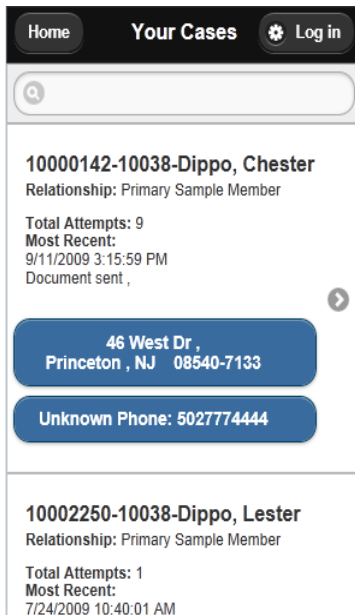 Home Your Cases Log in
10000142-10038-Dippo, Chester
Relationship: Primary Sample Member
Total Attempts: 9
Most Recent:
9/11/2009 3:15:59 PM
Document sent ,
46 West Dr ,
Princeton , NJ 08540-7133
Unknown Phone: 5027774444
10002250-10038-Dippo, Lester
Relationship: Primary Sample Member
Total Attempts: 1
Most Recent:
7/24/2009 10:40:01 AM